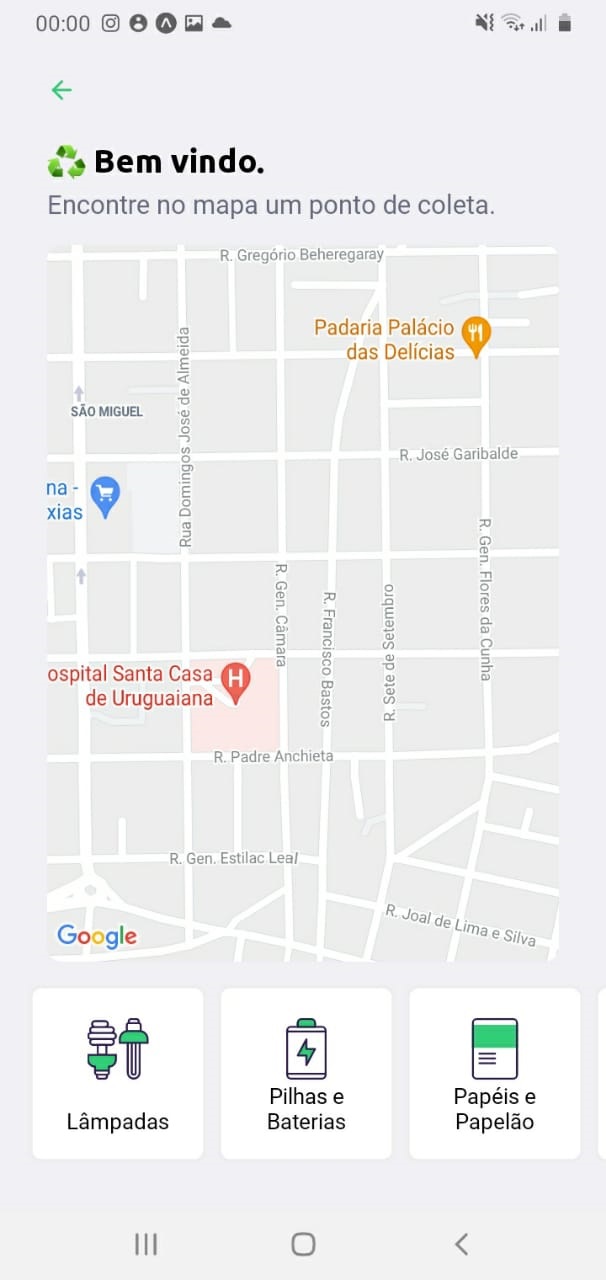 00:00
Bem vindo.
Encontre no mapa um ponto de coleta.
R. Gregório Beheregaray
Padaria Palácio
das Delícias
Rua Domingos José de Almeida
SÃO MIGUEL
R. José Garibalde
na -
xias
R. Gen. Flores da Cunha
R. Gen. Câmara
R. Francisco Bastos
R. Sete de Setembro
ospital Santa Casa
de Uruguaiana
H
R. Padre Anchieta
R. Gen. Estilac Leal
R. Joal de Lima e Silva
Google
Lâmpadas
Pilhas e
Baterias
Papéis e
Papelão